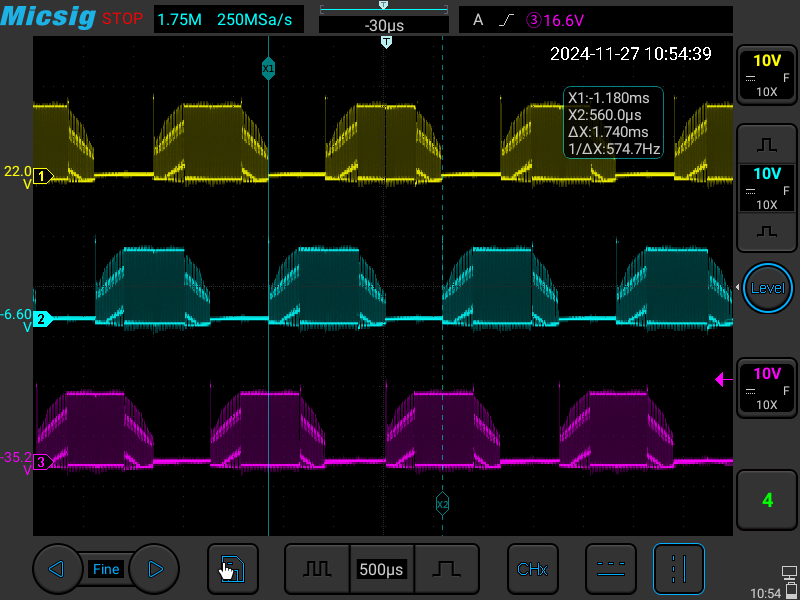 Micsig STOP 1.75M 250MSa/s -30µs A 3 16.6V
T
2024-11-27 10:54:39
X1
X1:-1.180ms
X2:560.0µs
ΔX:1.740ms
1/ΔX:574.7Hz
10V
F
10X
22.0
V
1
10V
F
10X
-6.60
V
2
Level
10V
F
10X
-35.2
V
3
X2
4
Fine
500µs
CHx
10:54